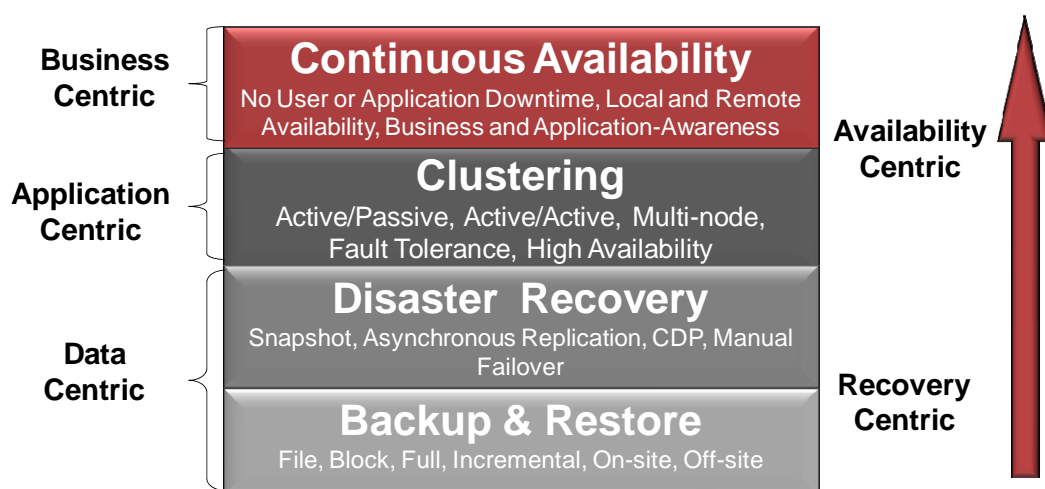 Business
Centric
Continuous Availability
No User or Application Downtime, Local and Remote
Availability, Business and Application-Awareness
Availability
Centric
Application
Centric
Clustering
Active/Passive, Active/Active, Multi-node,
Fault Tolerance, High Availability
Data
Centric
Disaster Recovery
Snapshot, Asynchronous Replication, CDP, Manual
Failover
Backup & Restore
File, Block, Full, Incremental, On-site, Off-site
Recovery
Centric